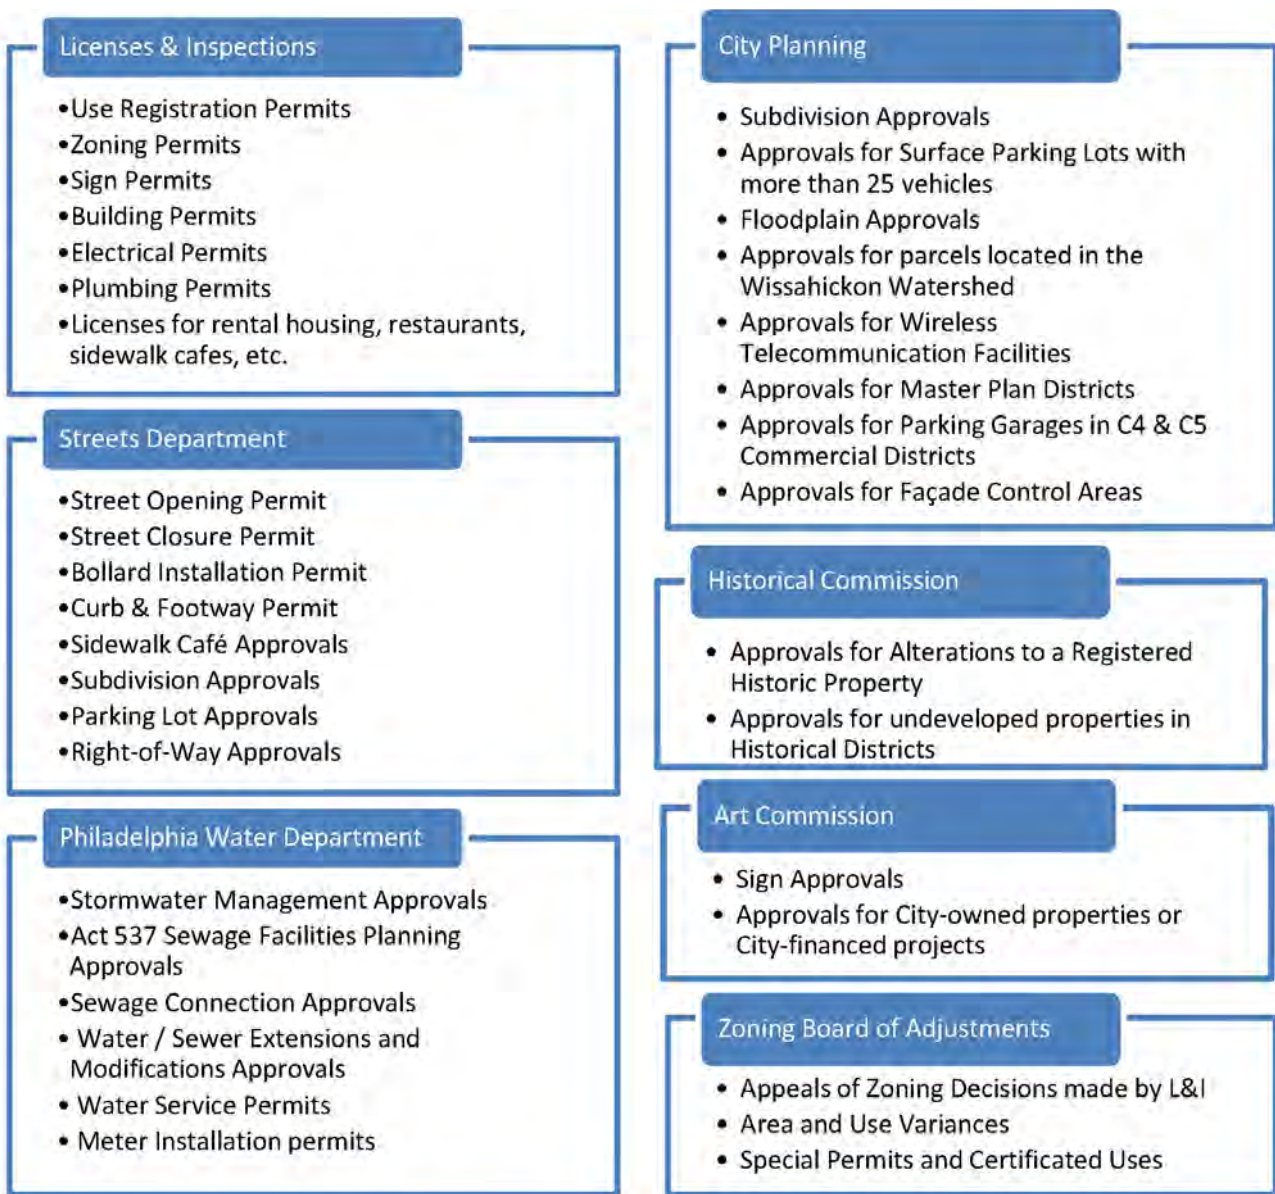 Licenses & Inspections
•Use Registration Permits
•Zoning Permits
•Sign Permits
•Building Permits
•Electrical Permits
•Plumbing Permits
•Licenses for rental housing, restaurants,
sidewalk cafes, etc.
Streets Department
•Street Opening Permit
•Street Closure Permit
•Bollard Installation Permit
•Curb & Footway Permit
•Sidewalk Café Approvals
•Subdivision Approvals
•Parking Lot Approvals
•Right-of-Way Approvals
Philadelphia Water Department
•Stormwater Management Approvals
•Act 537 Sewage Facilities Planning
Approvals
•Sewage Connection Approvals
• Water / Sewer Extensions and
Modifications Approvals
• Water Service Permits
• Meter Installation permits
City Planning
• Subdivision Approvals
• Approvals for Surface Parking Lots with
more than 25 vehicles
• Floodplain Approvals
• Approvals for parcels located in the
Wissahickon Watershed
• Approvals for Wireless
Telecommunication Facilities
• Approvals for Master Plan Districts
• Approvals for Parking Garages in C4 & C5
Commercial Districts
• Approvals for Façade Control Areas
Historical Commission
• Approvals for Alterations to a Registered
Historic Property
• Approvals for undeveloped properties in
Historical Districts
Art Commission
• Sign Approvals
• Approvals for City-owned properties or
City-financed projects
Zoning Board of Adjustments
• Appeals of Zoning Decisions made by L&I
• Area and Use Variances
• Special Permits and Certificated Uses